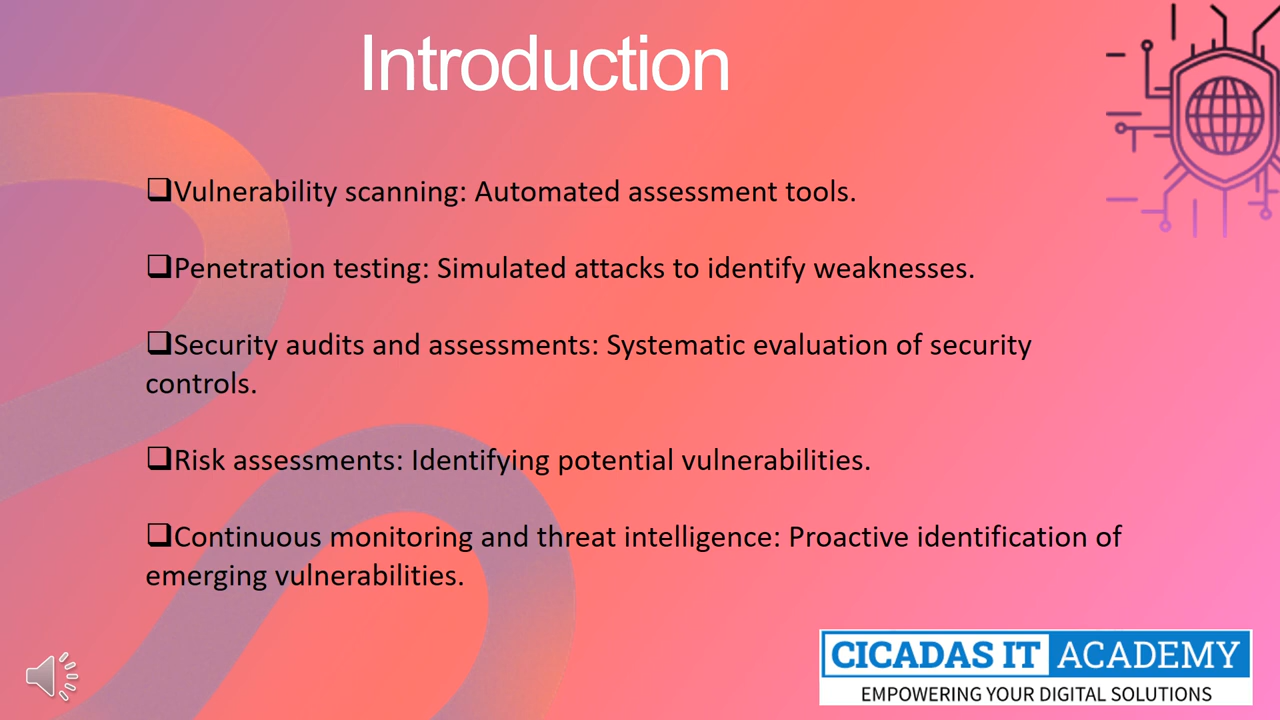 Introduction
❑Vulnerability scanning: Automated assessment tools.
❑Penetration testing: Simulated attacks to identify weaknesses.
❑Security audits and assessments: Systematic evaluation of security
controls.
❑Risk assessments: Identifying potential vulnerabilities.
❑Continuous monitoring and threat intelligence: Proactive identification of
emerging vulnerabilities.
CICADAS IT ACADEMY
EMPOWERING YOUR DIGITAL SOLUTIONS